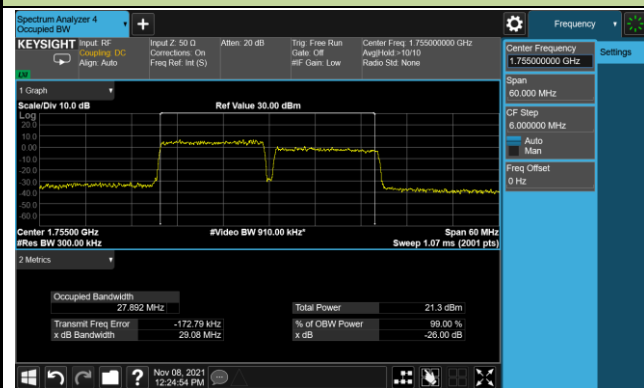 Spectrum Analyzer 4
Occupied BW
Frequency
KEYSIGHT
Input: RF
Coupling: DC
Align: Auto
Input Z: 50 Ω
Corrections: On
Freq Ref: Int (S)
Atten: 20 dB
Trig: Free Run
Gate: Off
#IF Gain: Low
Center Freq: 1.755000000 GHz
Avg|Hold:>10/10
Radio Std: None
Center Frequency
1.755000000 GHz
Settings
Span
60.000 MHz
CF Step
6.000000 MHz
Auto
Man
Freq Offset
0 Hz
1 Graph
Scale/Div 10.0 dB
Ref Value 30.00 dBm
Log
20.0
10.0
0.00
-10.0
-20.0
-30.0
-40.0
-50.0
-60.0
Center 1.75500 GHz
#Video BW 910.00 kHz*
Span 60 MHz
#Res BW 300.00 kHz
Sweep 1.07 ms (2001 pts)
2 Metrics
Occupied Bandwidth
27.892 MHz
Total Power 21.3 dBm
Transmit Freq Error -172.79 kHz
% of OBW Power 99.00 %
x dB Bandwidth 29.08 MHz
x dB -26.00 dB
Nov 08, 2021
12:24:54 PM